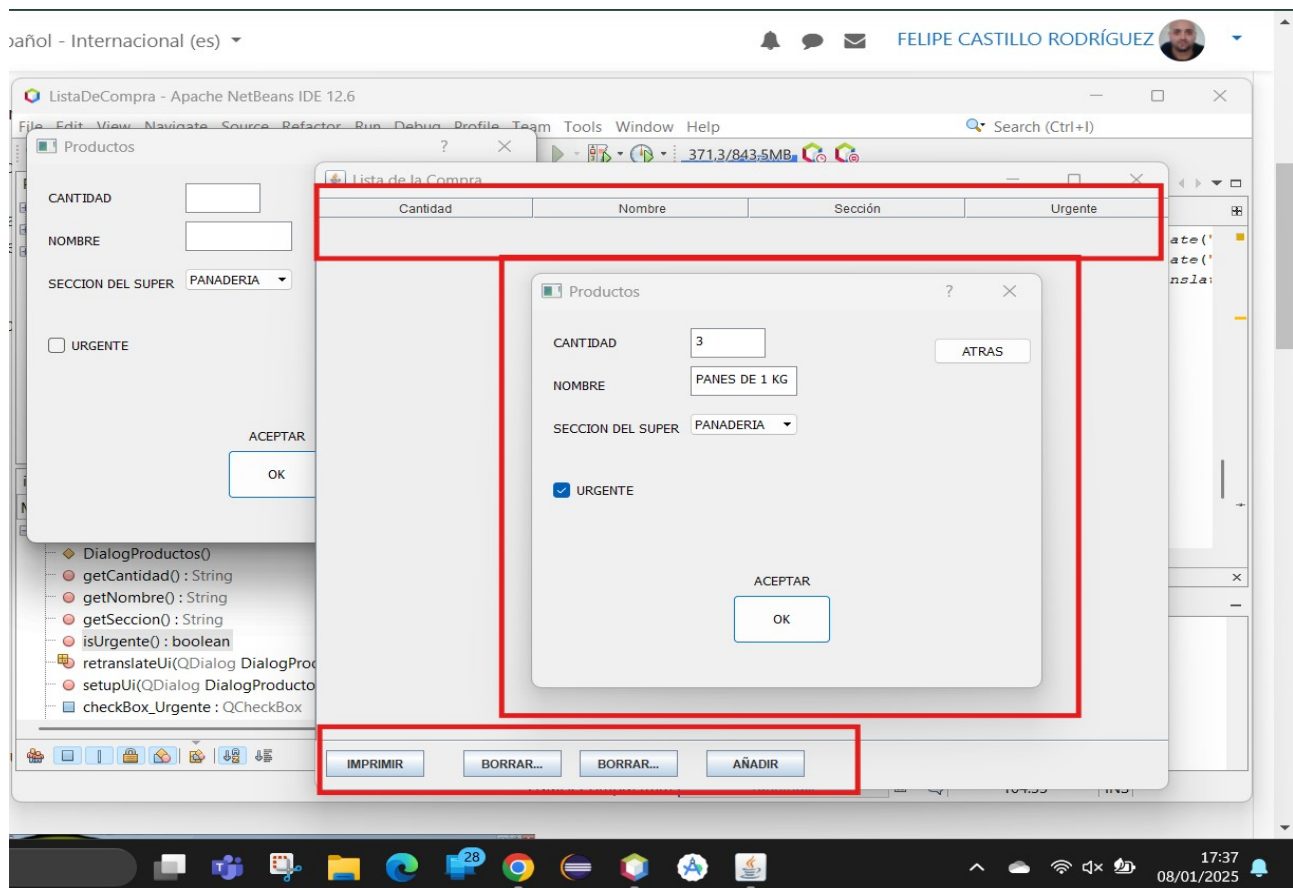 pañol - Internacional (es)
FELIPE CASTILLO RODRÍGUEZ
ListaDeCompra - Apache NetBeans IDE 12.6
File Edit View Navigate Source Refactor Run Debug Profile Team Tools Window Help
Search (Ctrl+I)
371,3/843,5MB
Productos
CANTIDAD
NOMBRE
SECCION DEL SUPER PANADERIA
URGENTE
ACEPTAR
OK
Lista de la Compra
Cantidad Nombre Sección Urgente
ate("
ate("
nslat
Productos
CANTIDAD 3
ATRAS
NOMBRE PANES DE 1 KG
SECCION DEL SUPER PANADERIA
URGENTE
ACEPTAR
OK
DialogProductos()
getCantidad() : String
getNombre() : String
getSeccion() : String
isUrgente() : boolean
retranslateUi(QDialog DialogProd
setupUi(QDialog DialogProducto
checkBox_Urgente : QCheckBox
IMPRIMIR BORRAR... BORRAR... AÑADIR
28
17:37
08/01/2025